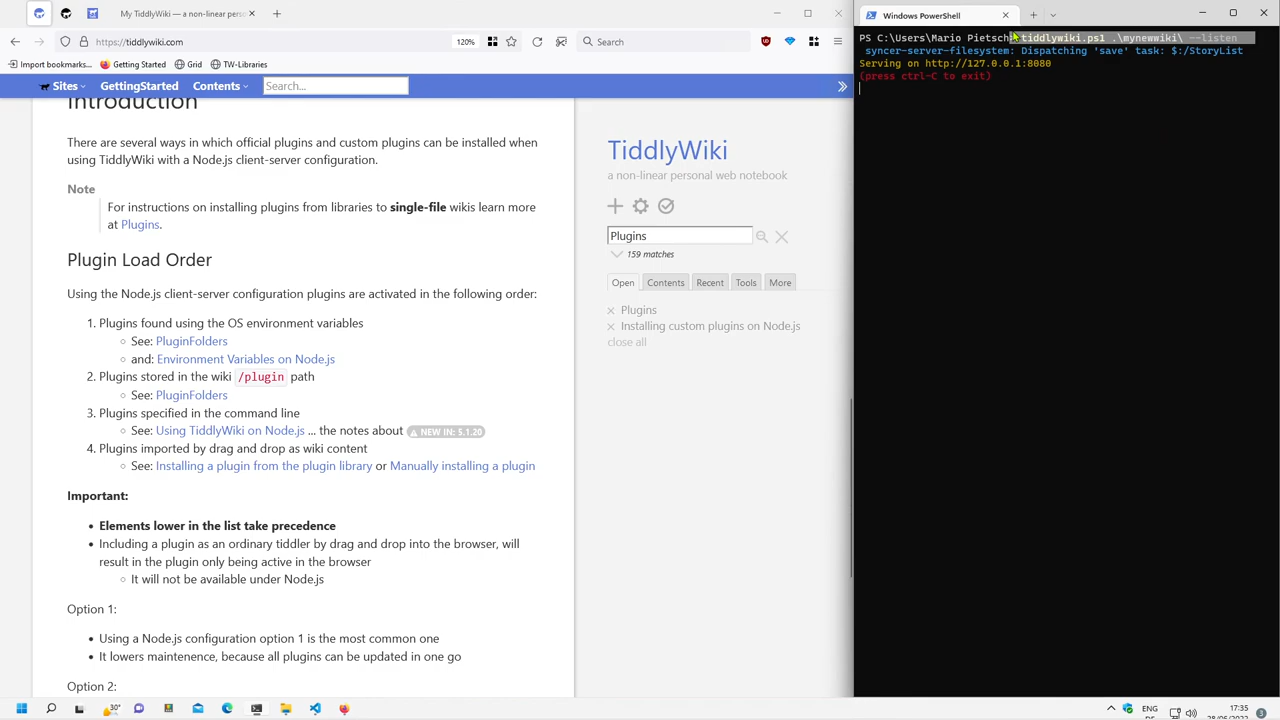 My TiddlyWiki — a non-linear pers
https://tiddlywiki.com
120%
Search
Import bookmarks...
Getting Started
Grid
TW-Libraries
Sites
GettingStarted
Contents
Search...
Introduction
There are several ways in which official plugins and custom plugins can be installed when
using TiddlyWiki with a Node.js client-server configuration.
Note
For instructions on installing plugins from libraries to single-file wikis learn more
at Plugins.
Plugin Load Order
Using the Node.js client-server configuration plugins are activated in the following order:
1. Plugins found using the OS environment variables
See: PluginFolders
and: Environment Variables on Node.js
2. Plugins stored in the wiki /plugin path
See: PluginFolders
3. Plugins specified in the command line
See: Using TiddlyWiki on Node.js ... the notes about NEW IN: 5.1.20
4. Plugins imported by drag and drop as wiki content
See: Installing a plugin from the plugin library or Manually installing a plugin
Important:
Elements lower in the list take precedence
Including a plugin as an ordinary tiddler by drag and drop into the browser, will
result in the plugin only being active in the browser
It will not be available under Node.js
Option 1:
Using a Node.js configuration option 1 is the most common one
It lowers maintenence, because all plugins can be updated in one go
Option 2:
TiddlyWiki
a non-linear personal web notebook
Plugins
159 matches
Open
Contents
Recent
Tools
More
Plugins
Installing custom plugins on Node.js
close all
Windows PowerShell
PS C:\Users\Mario Pietsch> tiddlywiki.ps1 .\mynewwiki\ --listen
syncer-server-filesystem: Dispatching 'save' task: $:/StoryList
Serving on http://127.0.0.1:8080
(press ctrl-C to exit)
30°
ENG
17:35